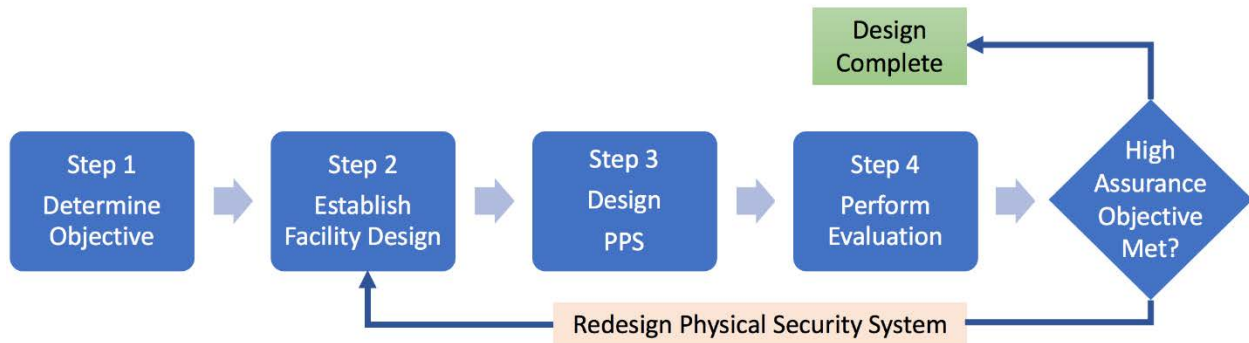 Design
Complete
Step 1
Determine
Objective
Step 2
Establish
Facility Design
Step 3
Design
PPS
Step 4
Perform
Evaluation
High
Assurance
Objective
Met?
Redesign Physical Security System